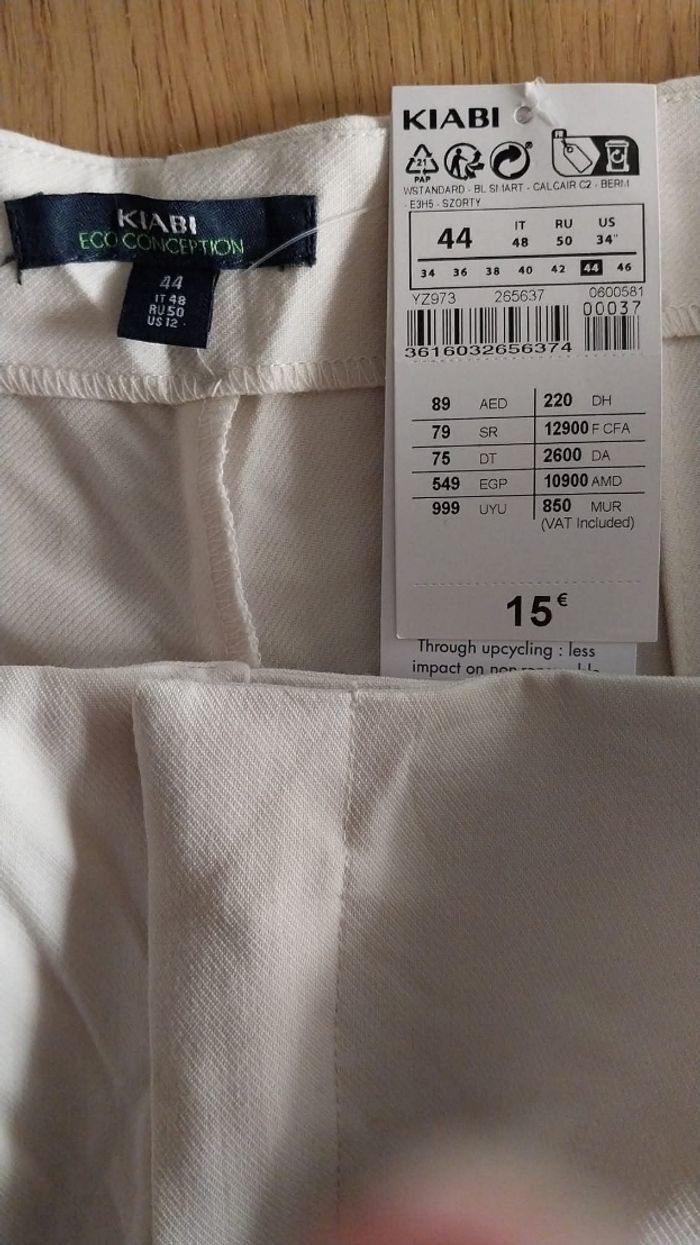 KIABI
ECO CONCEPTION
44
IT 48
RU 50
US 12
KIABI
21
PAP
FR
WSTANDARD - BL SMART - CALCAIR C2 - BERM
- E3H5 - SZORTY
44
IT RU US
48 50 34"
34 36 38 40 42 44 46
YZ973 265637 0600581
00037
3616032656374
89 AED 220 DH
79 SR 12900 F CFA
75 DT 2600 DA
549 EGP 10900 AMD
999 UYU 850 MUR
(VAT Included)
15€
Through upcycling : less
impact on